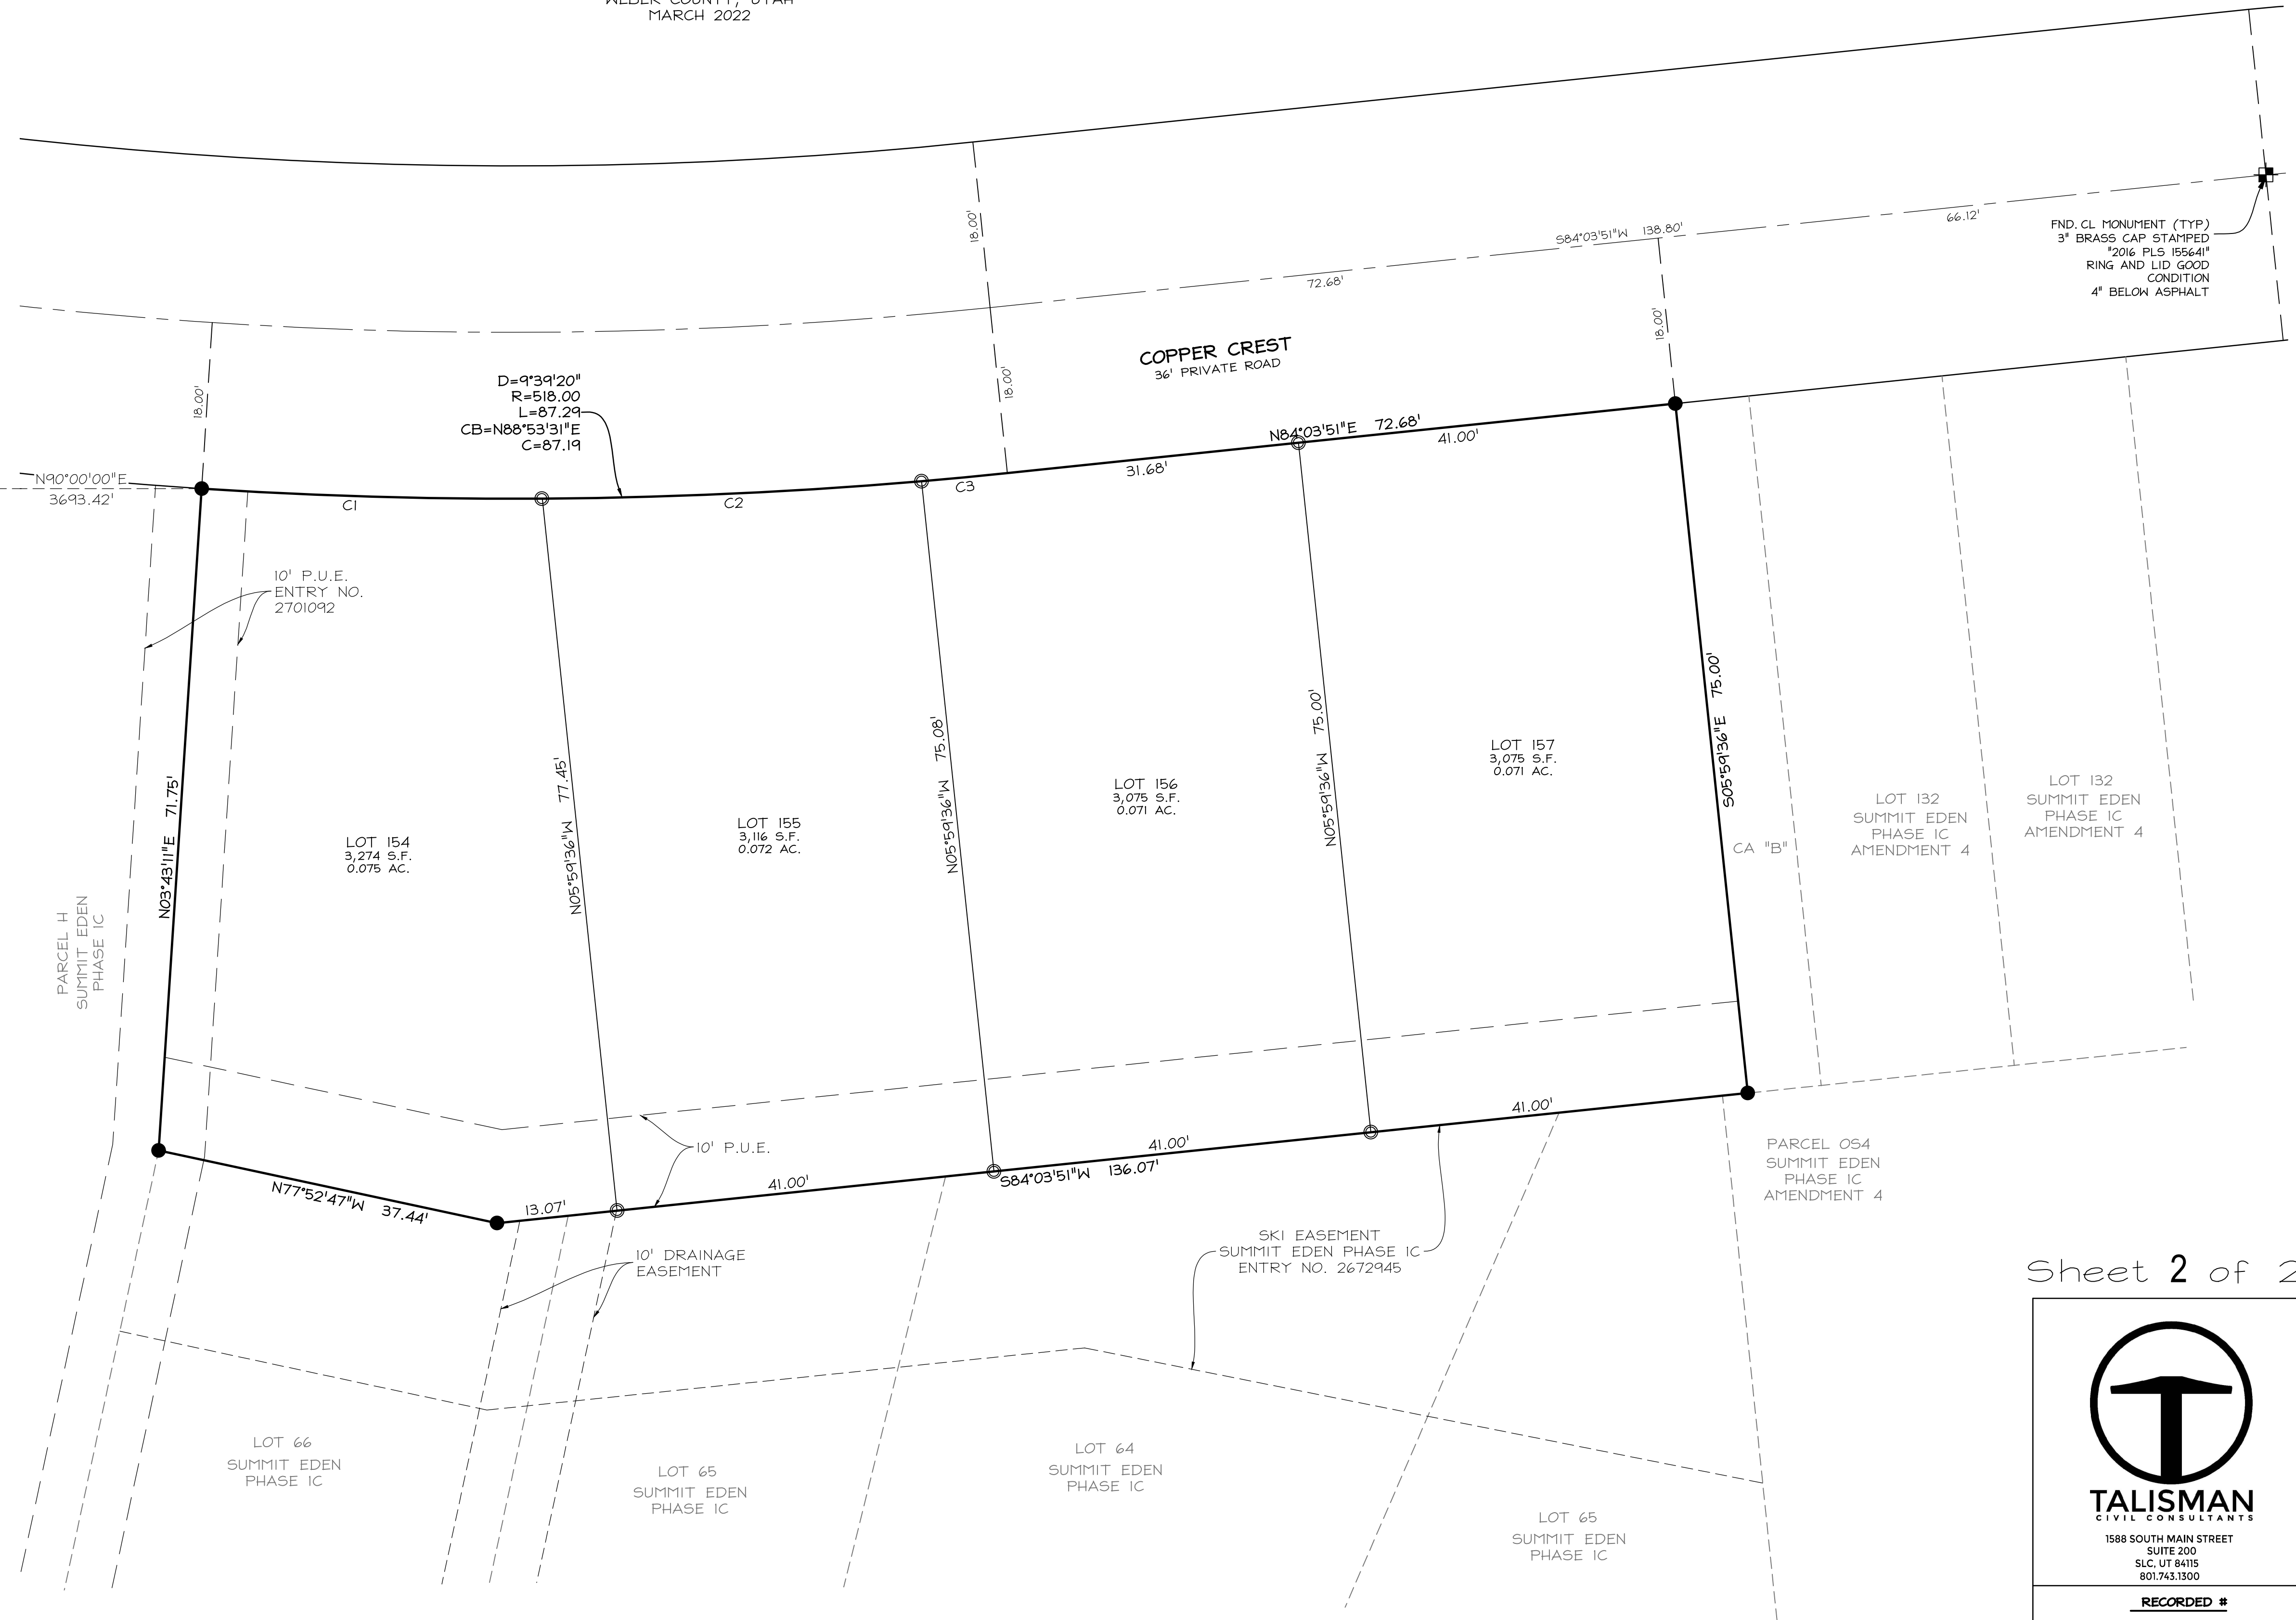 MARCH 2022
18.00'
S84°03'51"W 138.80'
66.12'
72.68'
FND. CL MONUMENT (TYP)
3" BRASS CAP STAMPED
"2016 PLS 155641"
RING AND LID GOOD
CONDITION
4" BELOW ASPHALT
18.00'
18.00'
18.00'
COPPER CREST
36' PRIVATE ROAD
D=9°39'20"
R=518.00
L=87.29
CB=N88°53'31"E
C=87.19
N84°03'51"E 72.68'
41.00'
31.68'
N90°00'00"E
3693.42'
C1
C2
C3
10' P.U.E.
ENTRY NO.
2701092
N03°43'11"E 71.75'
N05°59'36"W 77.45'
N05°59'36"W 75.08'
N05°59'36"W 75.00'
S05°59'36"E 75.00'
LOT 154
3,274 S.F.
0.075 AC.
LOT 155
3,116 S.F.
0.072 AC.
LOT 156
3,075 S.F.
0.071 AC.
LOT 157
3,075 S.F.
0.071 AC.
CA "B"
LOT 132
SUMMIT EDEN
PHASE 1C
AMENDMENT 4
LOT 132
SUMMIT EDEN
PHASE 1C
AMENDMENT 4
PARCEL H
SUMMIT EDEN
PHASE 1C
N77°52'47"W 37.44'
13.07'
41.00'
41.00'
S84°03'51"W 136.07'
41.00'
10' P.U.E.
PARCEL OS4
SUMMIT EDEN
PHASE 1C
AMENDMENT 4
10' DRAINAGE
EASEMENT
SKI EASEMENT
SUMMIT EDEN PHASE 1C
ENTRY NO. 2672945
LOT 66
SUMMIT EDEN
PHASE 1C
LOT 65
SUMMIT EDEN
PHASE 1C
LOT 64
SUMMIT EDEN
PHASE 1C
LOT 65
SUMMIT EDEN
PHASE 1C
Sheet 2 of 2
TALISMAN
CIVIL CONSULTANTS
1588 SOUTH MAIN STREET
SUITE 200
SLC, UT 84115
801.743.1300
RECORDED #